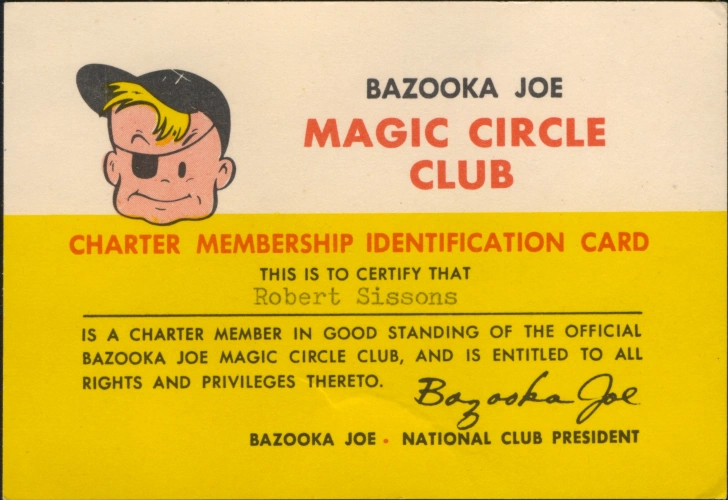 BAZOOKA JOE
MAGIC CIRCLE
CLUB
CHARTER MEMBERSHIP IDENTIFICATION CARD
THIS IS TO CERTIFY THAT
Robert Sissons
IS A CHARTER MEMBER IN GOOD STANDING OF THE OFFICIAL
BAZOOKA JOE MAGIC CIRCLE CLUB, AND IS ENTITLED TO ALL
RIGHTS AND PRIVILEGES THERETO.
Bazooka Joe
BAZOOKA JOE • NATIONAL CLUB PRESIDENT